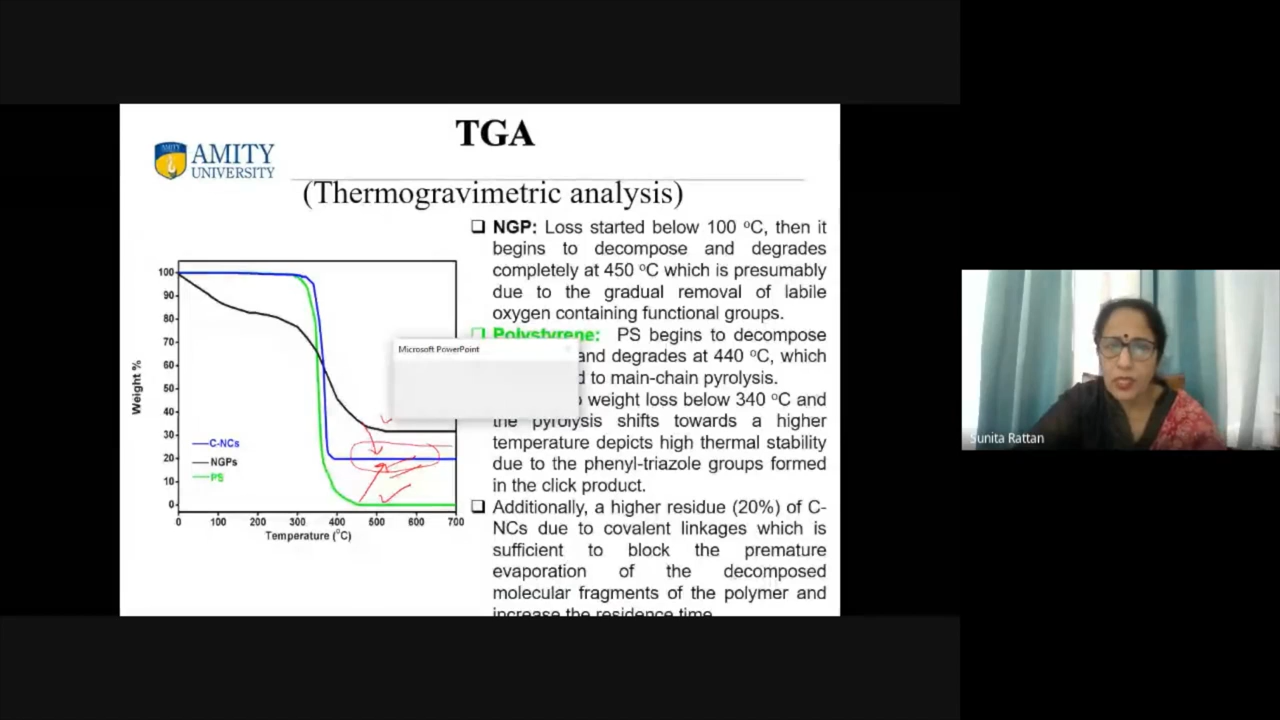 TGA
AMITY
UNIVERSITY
(Thermogravimetric analysis)
❑ NGP: Loss started below 100 °C, then it
begins to decompose and degrades
completely at 450 °C which is presumably
due to the gradual removal of labile
oxygen containing functional groups.
❑ Polystyrene: PS begins to decompose
and degrades at 440 °C, which
d to main-chain pyrolysis.
weight loss below 340 °C and
the pyrolysis shifts towards a higher
temperature depicts high thermal stability
due to the phenyl-triazole groups formed
in the click product.
❑ Additionally, a higher residue (20%) of C-
NCs due to covalent linkages which is
sufficient to block the premature
evaporation of the decomposed
molecular fragments of the polymer and
increase the residence time
Microsoft PowerPoint
Weight %
100
90
80
70
60
50
40
30
20
10
0
C-NCs
NGPs
PS
0 100 200 300 400 500 600 700
Temperature (°C)
Sunita Rattan